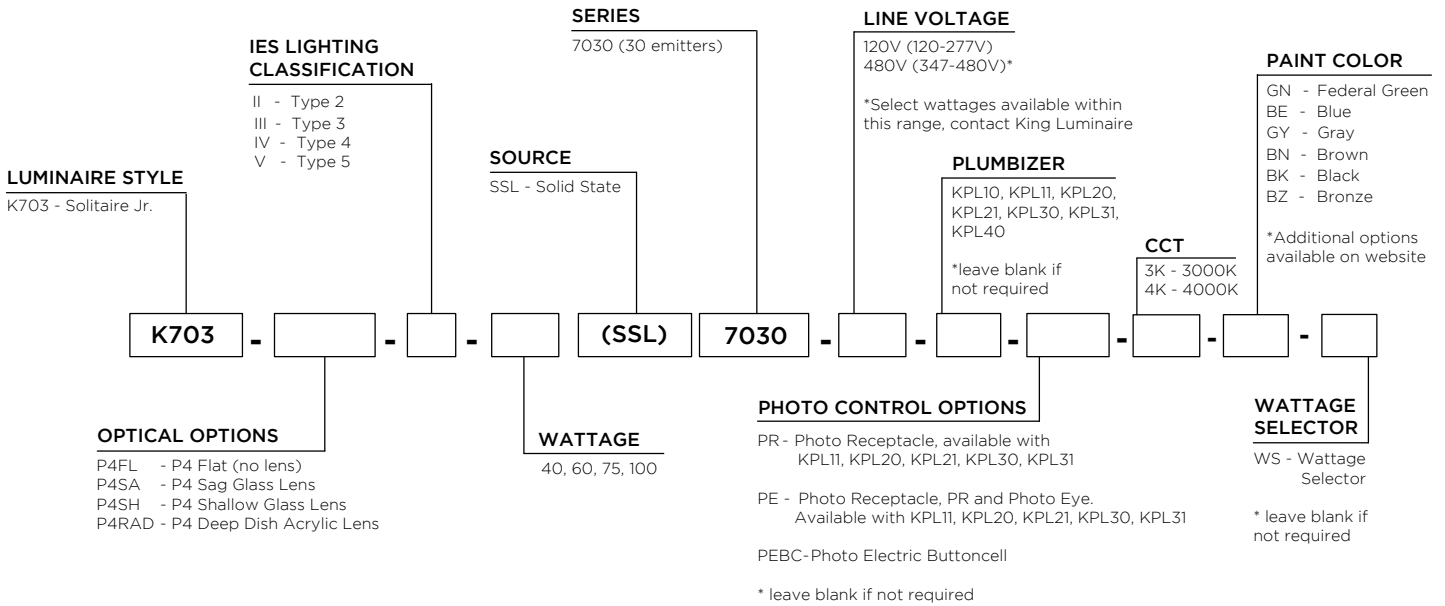 SERIES
7030 (30 emitters)
LINE VOLTAGE
120V (120-277V)
480V (347-480V)*
*Select wattages available within
this range, contact King Luminaire
IES LIGHTING
CLASSIFICATION
II - Type 2
III - Type 3
IV - Type 4
V - Type 5
PAINT COLOR
GN - Federal Green
BE - Blue
GY - Gray
BN - Brown
BK - Black
BZ - Bronze
*Additional options
available on website
SOURCE
SSL - Solid State
PLUMBIZER
KPL10, KPL11, KPL20,
KPL21, KPL30, KPL31,
KPL40
*leave blank if
not required
LUMINAIRE STYLE
K703 - Solitaire Jr.
CCT
3K - 3000K
4K - 4000K
K703 - - - (SSL) 7030 - - - - - -
OPTICAL OPTIONS
P4FL - P4 Flat (no lens)
P4SA - P4 Sag Glass Lens
P4SH - P4 Shallow Glass Lens
P4RAD - P4 Deep Dish Acrylic Lens
WATTAGE
40, 60, 75, 100
PHOTO CONTROL OPTIONS
PR - Photo Receptacle, available with
KPL11, KPL20, KPL21, KPL30, KPL31
PE - Photo Receptacle, PR and Photo Eye.
Available with KPL11, KPL20, KPL21, KPL30, KPL31
PEBC-Photo Electric Buttoncell
* leave blank if not required
WATTAGE
SELECTOR
WS - Wattage
Selector
* leave blank if
not required